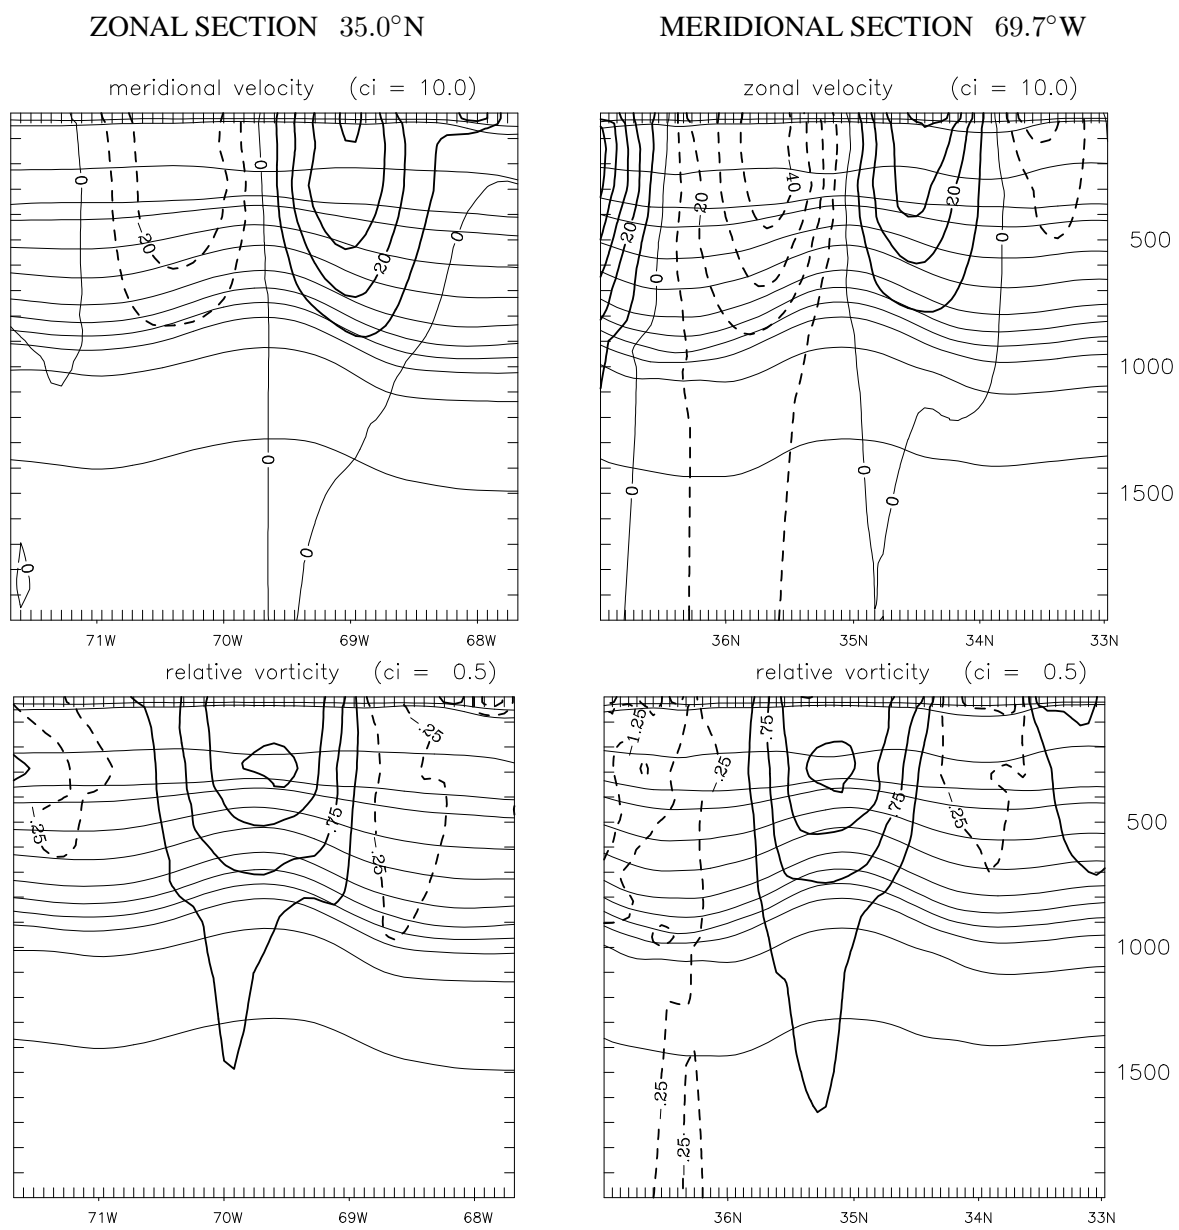 ZONAL SECTION 35.0°N
MERIDIONAL SECTION 69.7°W
meridional velocity (ci = 10.0)
zonal velocity (ci = 10.0)
0
0
-20
20
0
0
0
0
20
0
-20
-40
20
0
0
0
0
500
1000
1500
71W
70W
69W
68W
36N
35N
34N
33N
relative vorticity (ci = 0.5)
relative vorticity (ci = 0.5)
-.25
.75
-.25
-.25
-1.25
-.25
.75
.75
-.25
-.25
-.25
500
1000
1500
71W
70W
69W
68W
36N
35N
34N
33N